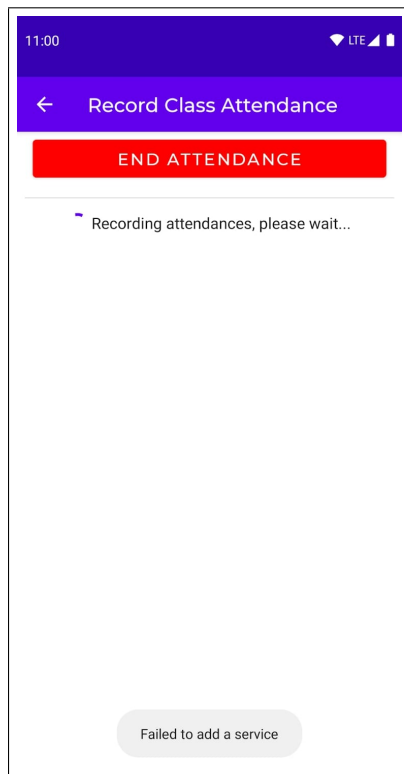 11:00 LTE
Record Class Attendance
END ATTENDANCE
Recording attendances, please wait...
Failed to add a service